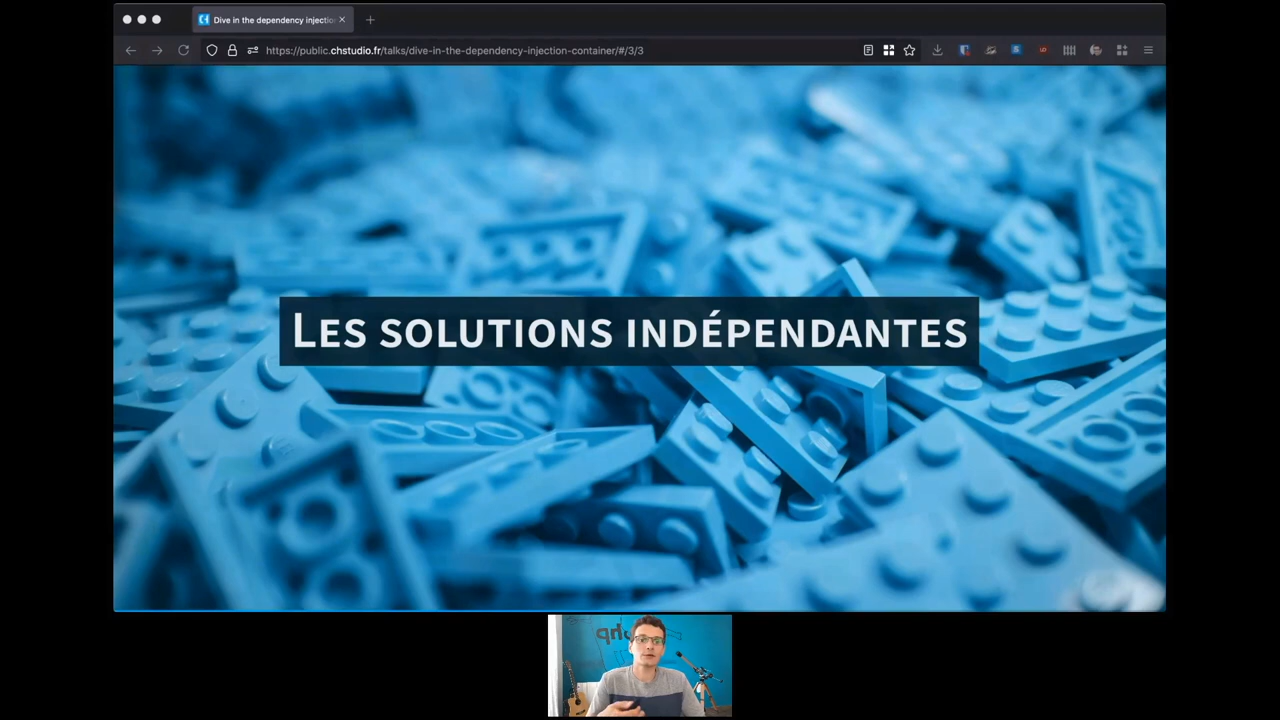 Dive in the dependency injectio
https://public.chstudio.fr/talks/dive-in-the-dependency-injection-container/#/3/3
LES SOLUTIONS INDÉPENDANTES
php